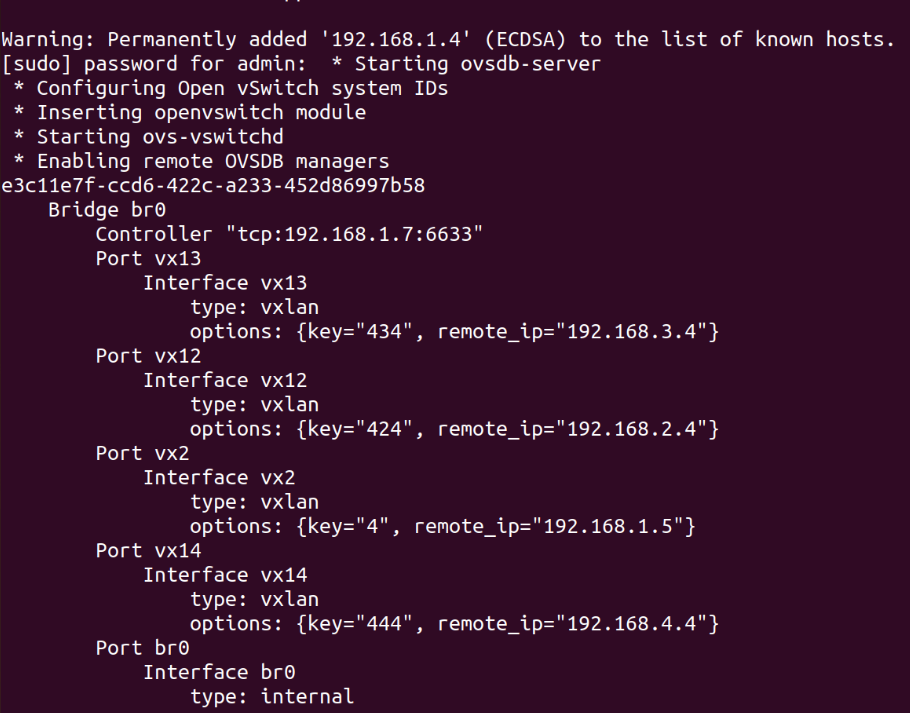 Warning: Permanently added '192.168.1.4' (ECDSA) to the list of known hosts.
[sudo] password for admin:  * Starting ovsdb-server
 * Configuring Open vSwitch system IDs
 * Inserting openvswitch module
 * Starting ovs-vswitchd
 * Enabling remote OVSDB managers
e3c11e7f-ccd6-422c-a233-452d86997b58
    Bridge br0
        Controller "tcp:192.168.1.7:6633"
        Port vx13
            Interface vx13
                type: vxlan
                options: {key="434", remote_ip="192.168.3.4"}
        Port vx12
            Interface vx12
                type: vxlan
                options: {key="424", remote_ip="192.168.2.4"}
        Port vx2
            Interface vx2
                type: vxlan
                options: {key="4", remote_ip="192.168.1.5"}
        Port vx14
            Interface vx14
                type: vxlan
                options: {key="444", remote_ip="192.168.4.4"}
        Port br0
            Interface br0
                type: internal